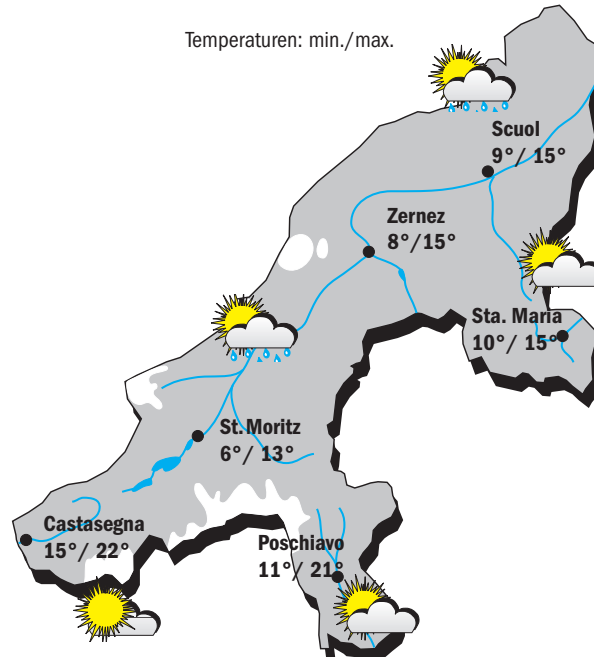 Temperaturen: min./max.
Scuol
9°/ 15°
Zernez
8°/15°
Sta. Maria
10°/ 15°
St. Moritz
6°/ 13°
Castasegna
15°/ 22°
Poschiavo
11°/ 21°